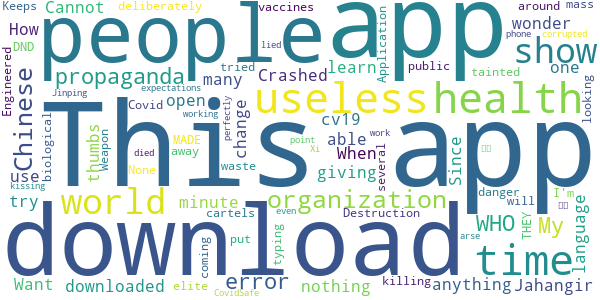 Keeps Cannot deliberately vaccines around mass
How DND people app wonder show
tried lied Application phone corrupted
Engineered propaganda many Crashed learn public tainted one
Chinese open useless health looking
Jinping expectations Covid working perfectly change cv19
use biological Weapon thumbs MADE away able When several point work Since
This app
try None died waste giving Xi danger will I'm
kissing world minute organization THEY language
cartels Destruction even WHO My
download time arse
coming put typing error killing anything
Want downloaded elite nothing Jahangir
CovidSafe